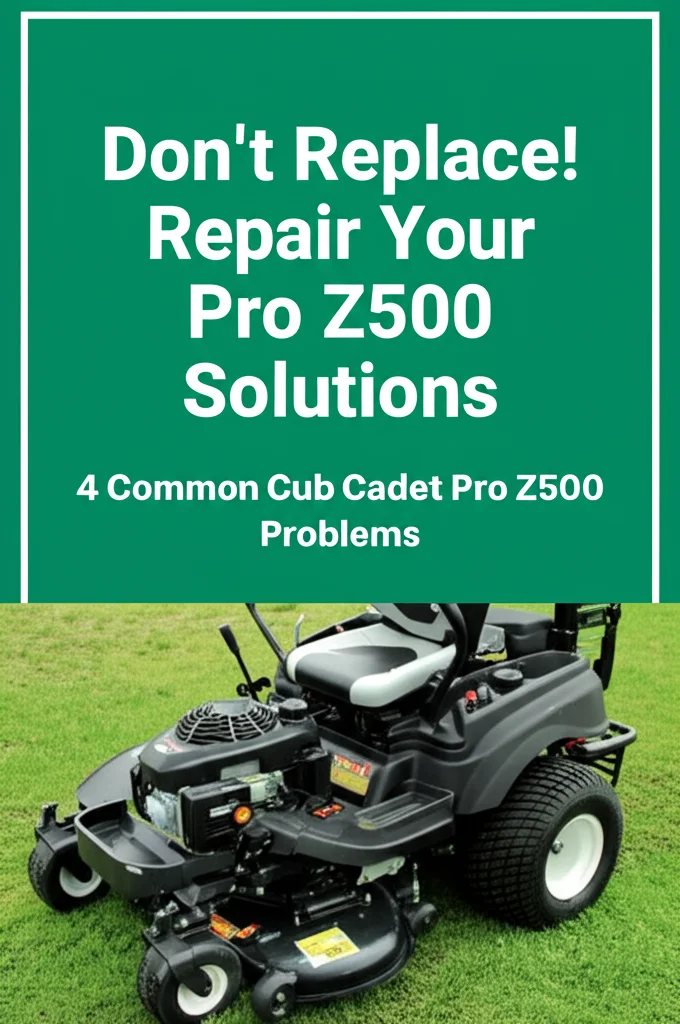 Don't Replace!
Repair Your
Pro Z500
Solutions
4 Common Cub Cadet Pro Z500
Problems